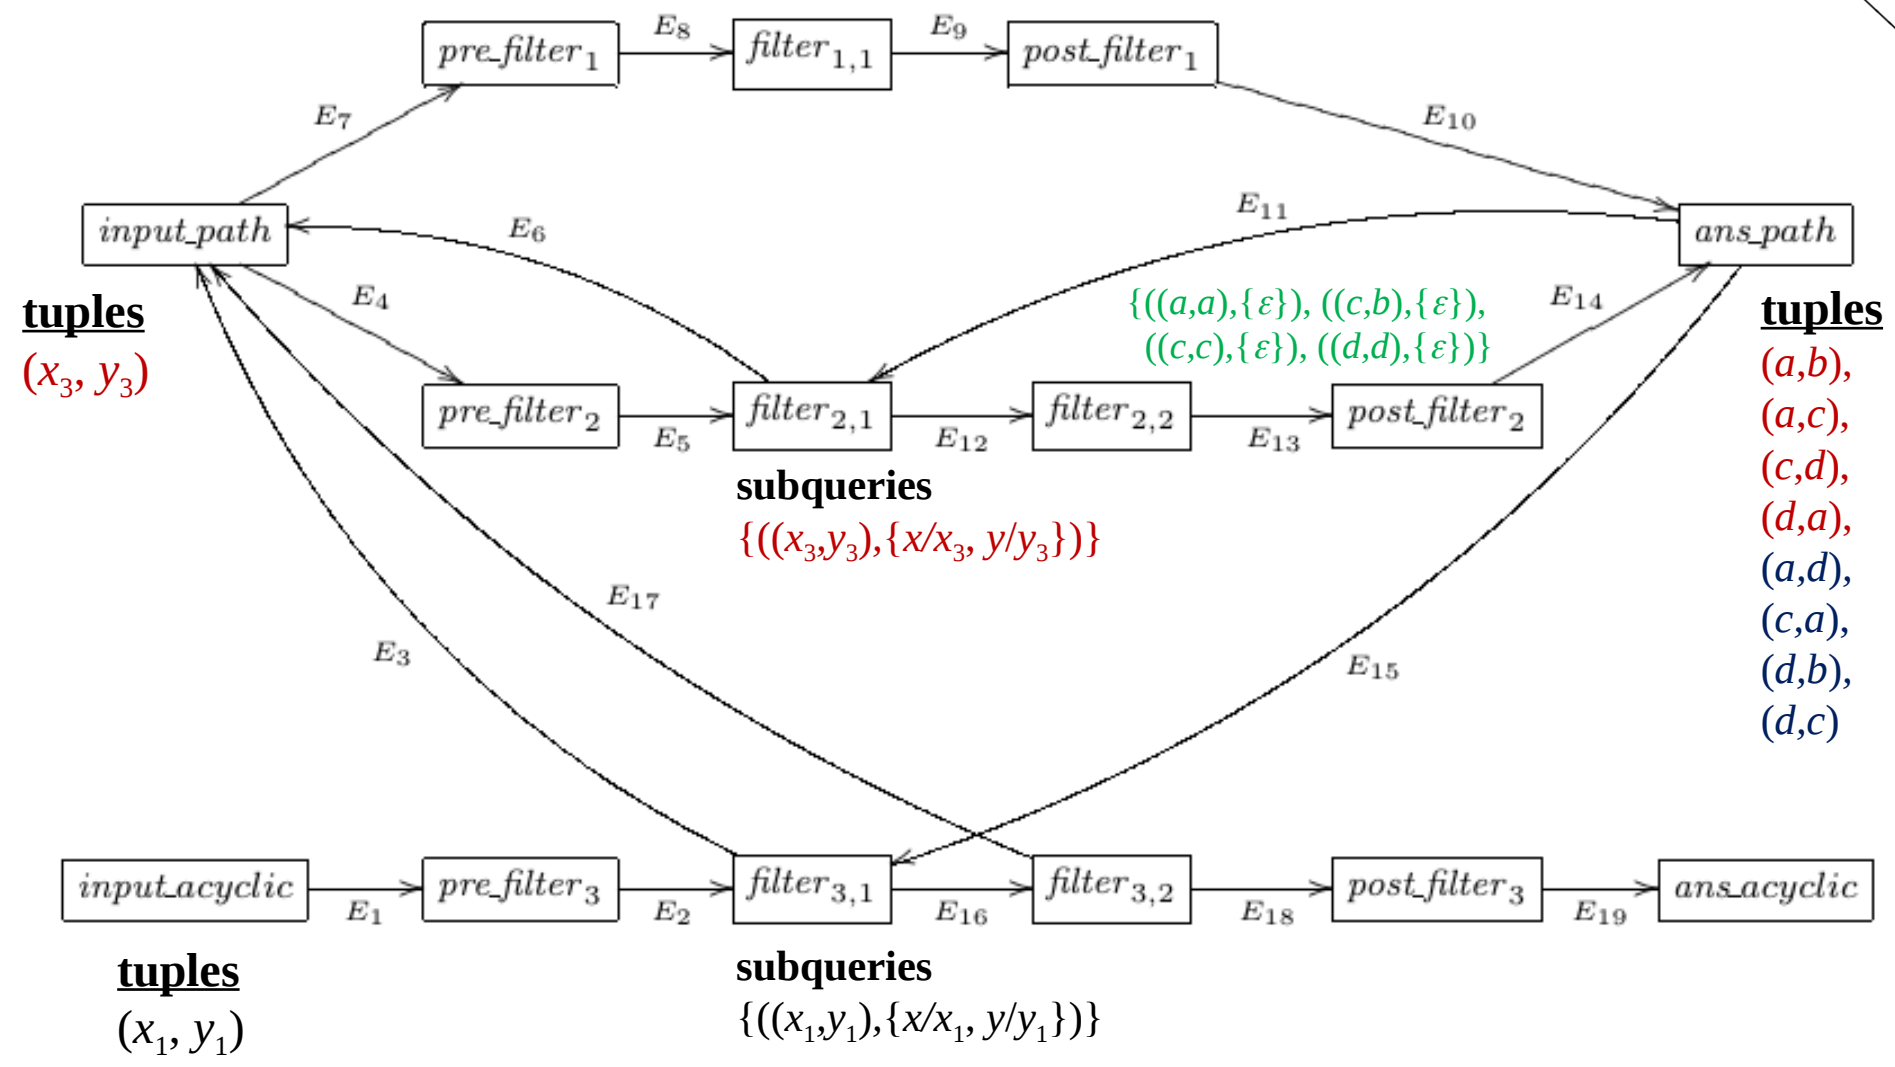 pre_filter₁
E₈
filter₁,₁
E₉
post_filter₁
E₇
E₁₀
input_path
E₆
E₁₁
ans_path
tuples
(x₃, y₃)
E₄
{((a,a),{ε}), ((c,b),{ε}),
((c,c),{ε}), ((d,d),{ε})}
E₁₄
tuples
(a,b),
(a,c),
(c,d),
(d,a),
(a,d),
(c,a),
(d,b),
(d,c)
pre_filter₂
E₅
filter₂,₁
E₁₂
filter₂,₂
E₁₃
post_filter₂
subqueries
{((x₃,y₃),{x/x₃, y/y₃})}
E₁₇
E₃
E₁₅
input_acyclic
E₁
pre_filter₃
E₂
filter₃,₁
E₁₆
filter₃,₂
E₁₈
post_filter₃
E₁₉
ans_acyclic
tuples
(x₁, y₁)
subqueries
{((x₁,y₁),{x/x₁, y/y₁})}